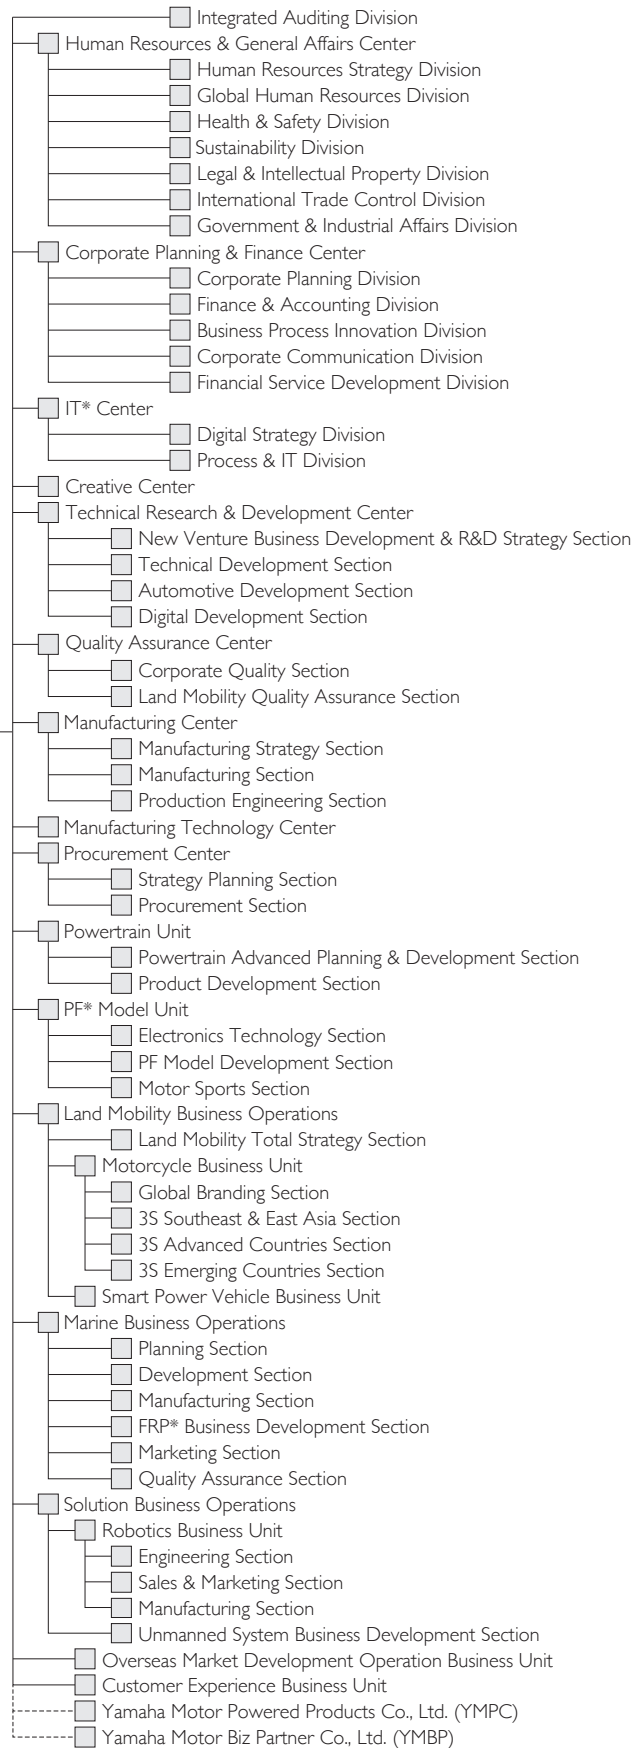 Integrated Auditing Division
Human Resources & General Affairs Center
Human Resources Strategy Division
Global Human Resources Division
Health & Safety Division
Sustainability Division
Legal & Intellectual Property Division
International Trade Control Division
Government & Industrial Affairs Division
Corporate Planning & Finance Center
Corporate Planning Division
Finance & Accounting Division
Business Process Innovation Division
Corporate Communication Division
Financial Service Development Division
IT* Center
Digital Strategy Division
Process & IT Division
Creative Center
Technical Research & Development Center
New Venture Business Development & R&D Strategy Section
Technical Development Section
Automotive Development Section
Digital Development Section
Quality Assurance Center
Corporate Quality Section
Land Mobility Quality Assurance Section
Manufacturing Center
Manufacturing Strategy Section
Manufacturing Section
Production Engineering Section
Manufacturing Technology Center
Procurement Center
Strategy Planning Section
Procurement Section
Powertrain Unit
Powertrain Advanced Planning & Development Section
Product Development Section
PF* Model Unit
Electronics Technology Section
PF Model Development Section
Motor Sports Section
Land Mobility Business Operations
Land Mobility Total Strategy Section
Motorcycle Business Unit
Global Branding Section
3S Southeast & East Asia Section
3S Advanced Countries Section
3S Emerging Countries Section
Smart Power Vehicle Business Unit
Marine Business Operations
Planning Section
Development Section
Manufacturing Section
FRP* Business Development Section
Marketing Section
Quality Assurance Section
Solution Business Operations
Robotics Business Unit
Engineering Section
Sales & Marketing Section
Manufacturing Section
Unmanned System Business Development Section
Overseas Market Development Operation Business Unit
Customer Experience Business Unit
Yamaha Motor Powered Products Co., Ltd. (YMPC)
Yamaha Motor Biz Partner Co., Ltd. (YMBP)